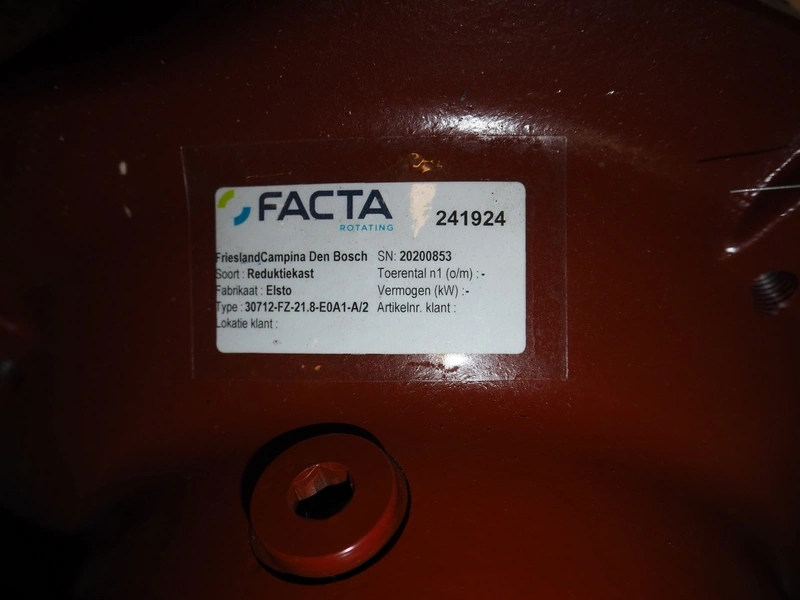 FACTA
ROTATING
241924
FrieslandCampina Den Bosch SN: 20200853
Soort : Reduktiekast Toerental n1 (o/m) :-
Fabrikaat : Elsto Vermogen (kW) :-
Type : 30712-FZ-21.8-E0A1-A/2 Artikelnr. klant :
Lokatie klant :